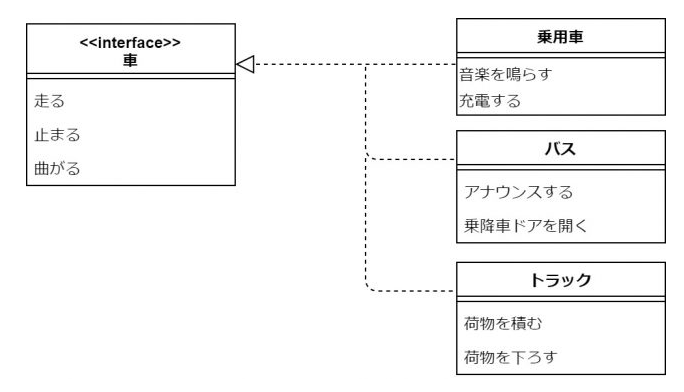 <<interface>>
車
走る
止まる
曲がる
乗用車
音楽を鳴らす
充電する
バス
アナウンスする
乗降車ドアを開く
トラック
荷物を積む
荷物を下ろす